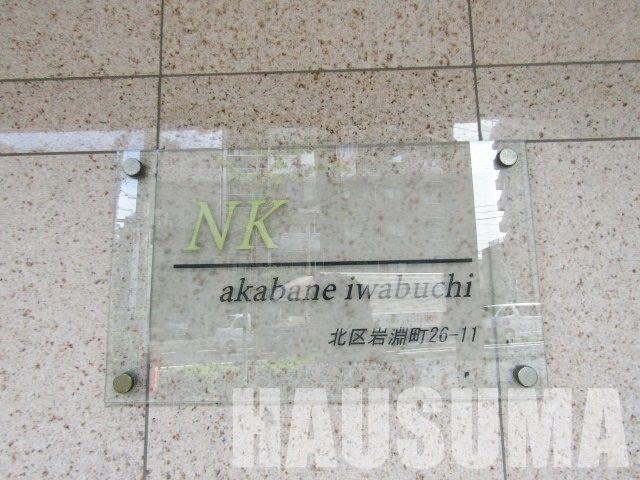 NK
akabane iwabuchi
北区岩淵町26-11
HAUSUMA